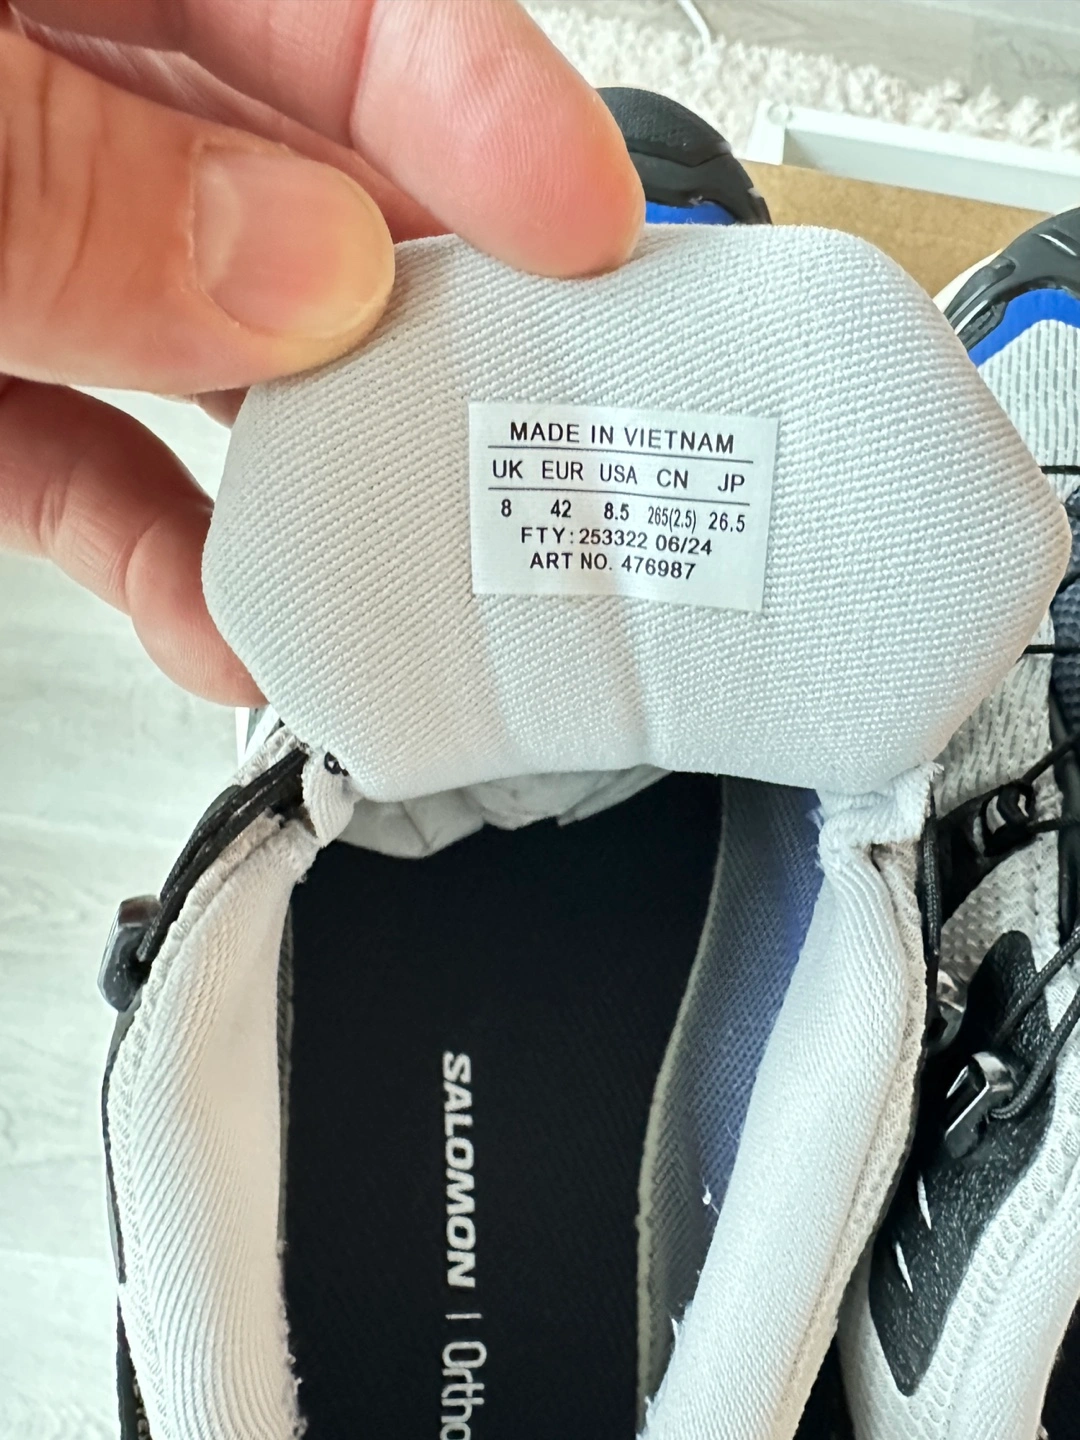 MADE IN VIETNAM
UK EUR USA CN JP
8 42 8.5 265(2.5) 26.5
FTY: 253322 06/24
ART NO. 476987
SALOMON | Ortho